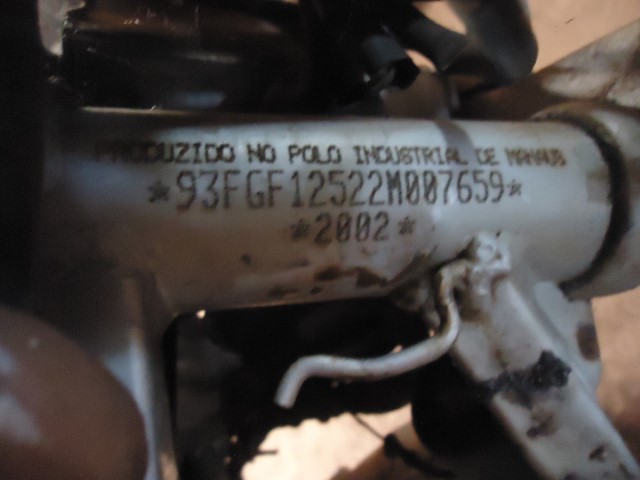 PRODUZIDO NO POLO INDUSTRIAL DE MANAUS
*93FGF12522M007659*
*2002*